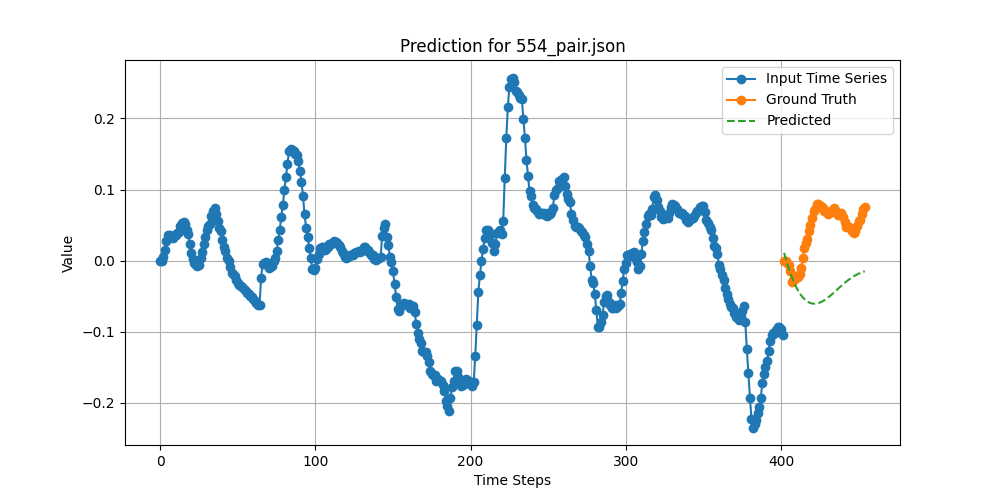 Prediction for 554_pair.json
Input Time Series
Ground Truth
Predicted
Value
0.2
0.1
0.0
−0.1
−0.2
0 100 200 300 400
Time Steps